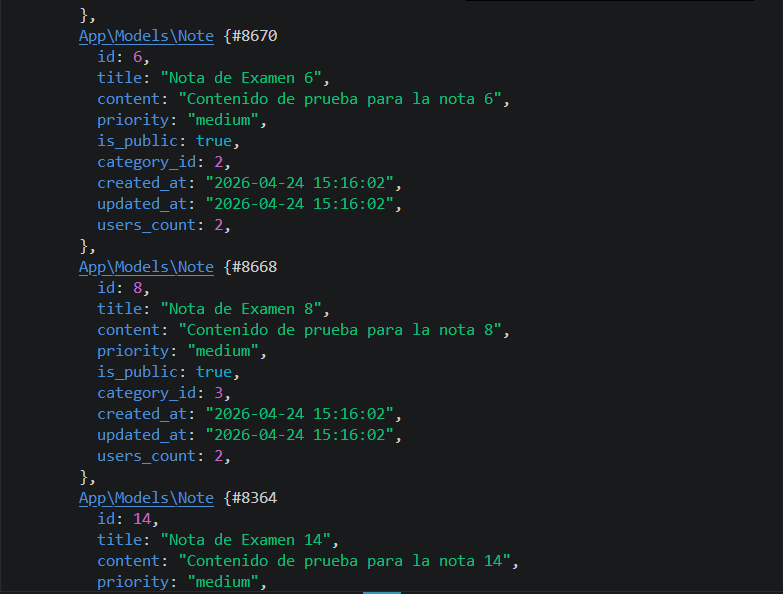 },
App\Models\Note {#8670
id: 6,
title: "Nota de Examen 6",
content: "Contenido de prueba para la nota 6",
priority: "medium",
is_public: true,
category_id: 2,
created_at: "2026-04-24 15:16:02",
updated_at: "2026-04-24 15:16:02",
users_count: 2,
},
App\Models\Note {#8668
id: 8,
title: "Nota de Examen 8",
content: "Contenido de prueba para la nota 8",
priority: "medium",
is_public: true,
category_id: 3,
created_at: "2026-04-24 15:16:02",
updated_at: "2026-04-24 15:16:02",
users_count: 2,
},
App\Models\Note {#8364
id: 14,
title: "Nota de Examen 14",
content: "Contenido de prueba para la nota 14",
priority: "medium",